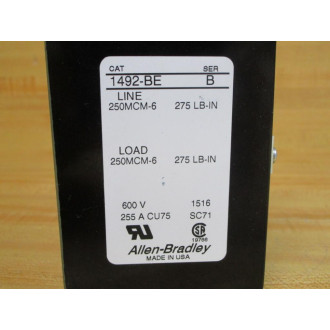 CAT SER
1492-BE B
LINE
250MCM-6 275 LB-IN
LOAD
250MCM-6 275 LB-IN
600 V 1516
255 A CU75 SC71
19766
Allen-Bradley
MADE IN USA